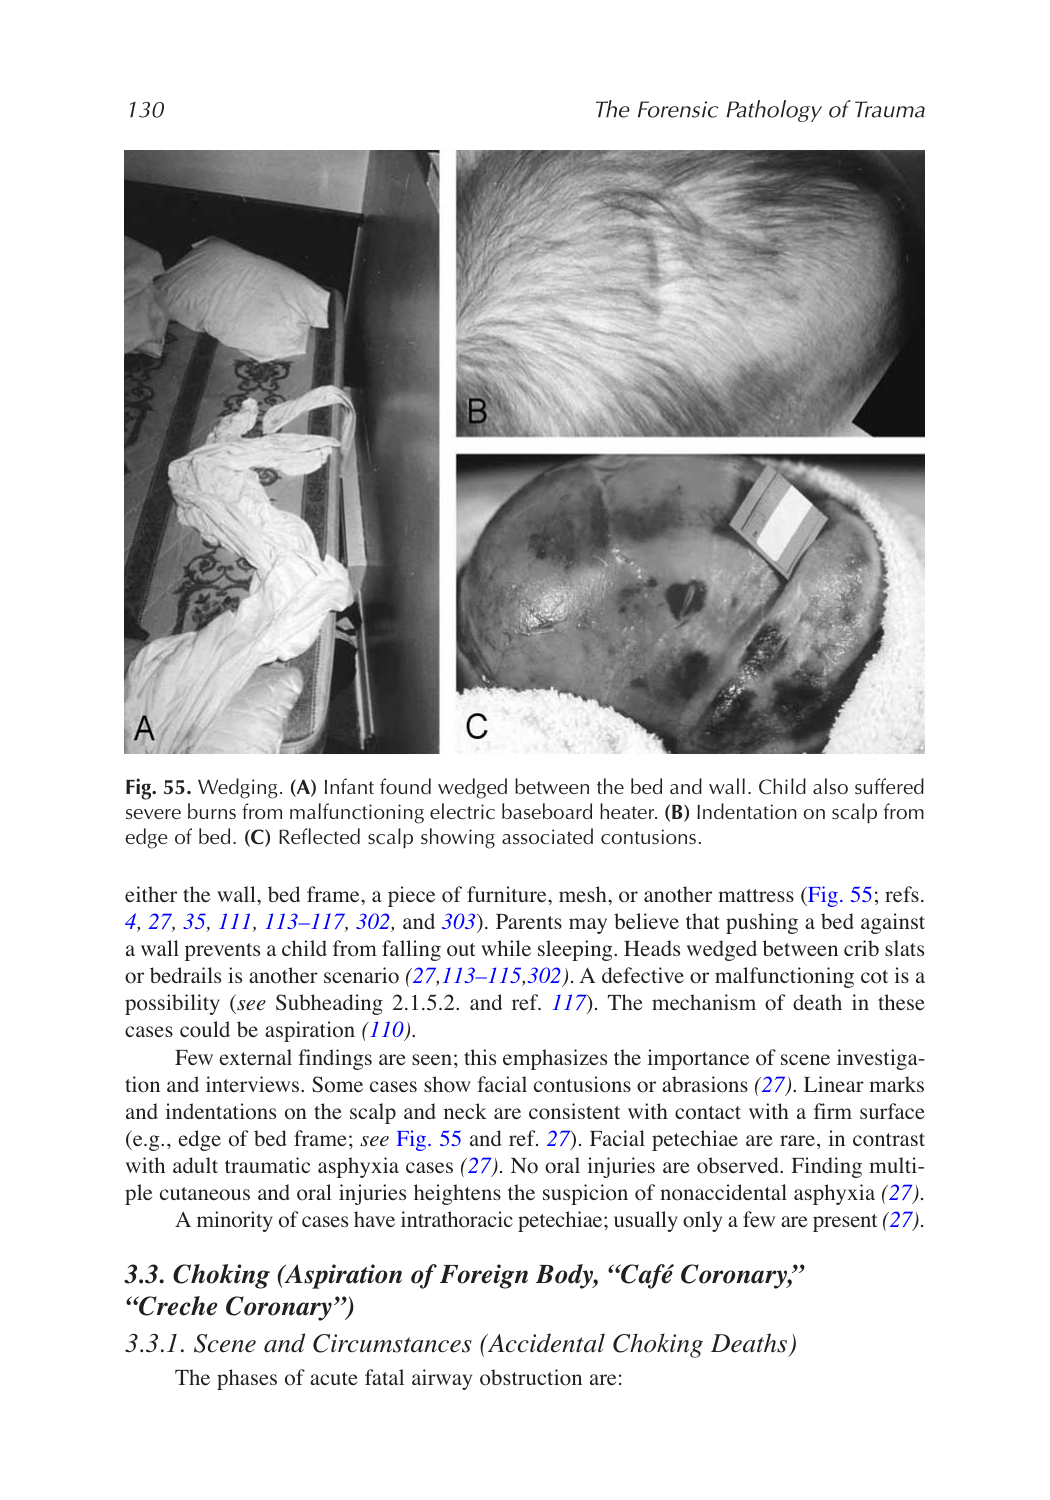 130
The Forensic Pathology of Trauma
A
B
C
Fig. 55. Wedging. (A) Infant found wedged between the bed and wall. Child also suffered
severe burns from malfunctioning electric baseboard heater. (B) Indentation on scalp from
edge of bed. (C) Reflected scalp showing associated contusions.
either the wall, bed frame, a piece of furniture, mesh, or another mattress (Fig. 55; refs.
4, 27, 35, 111, 113–117, 302, and 303). Parents may believe that pushing a bed against
a wall prevents a child from falling out while sleeping. Heads wedged between crib slats
or bedrails is another scenario (27,113–115,302). A defective or malfunctioning cot is a
possibility (see Subheading 2.1.5.2. and ref. 117). The mechanism of death in these
cases could be aspiration (110).
Few external findings are seen; this emphasizes the importance of scene investiga-
tion and interviews. Some cases show facial contusions or abrasions (27). Linear marks
and indentations on the scalp and neck are consistent with contact with a firm surface
(e.g., edge of bed frame; see Fig. 55 and ref. 27). Facial petechiae are rare, in contrast
with adult traumatic asphyxia cases (27). No oral injuries are observed. Finding multi-
ple cutaneous and oral injuries heightens the suspicion of nonaccidental asphyxia (27).
A minority of cases have intrathoracic petechiae; usually only a few are present (27).
3.3. Choking (Aspiration of Foreign Body, “Café Coronary,”
“Creche Coronary”)
3.3.1. Scene and Circumstances (Accidental Choking Deaths)
The phases of acute fatal airway obstruction are: